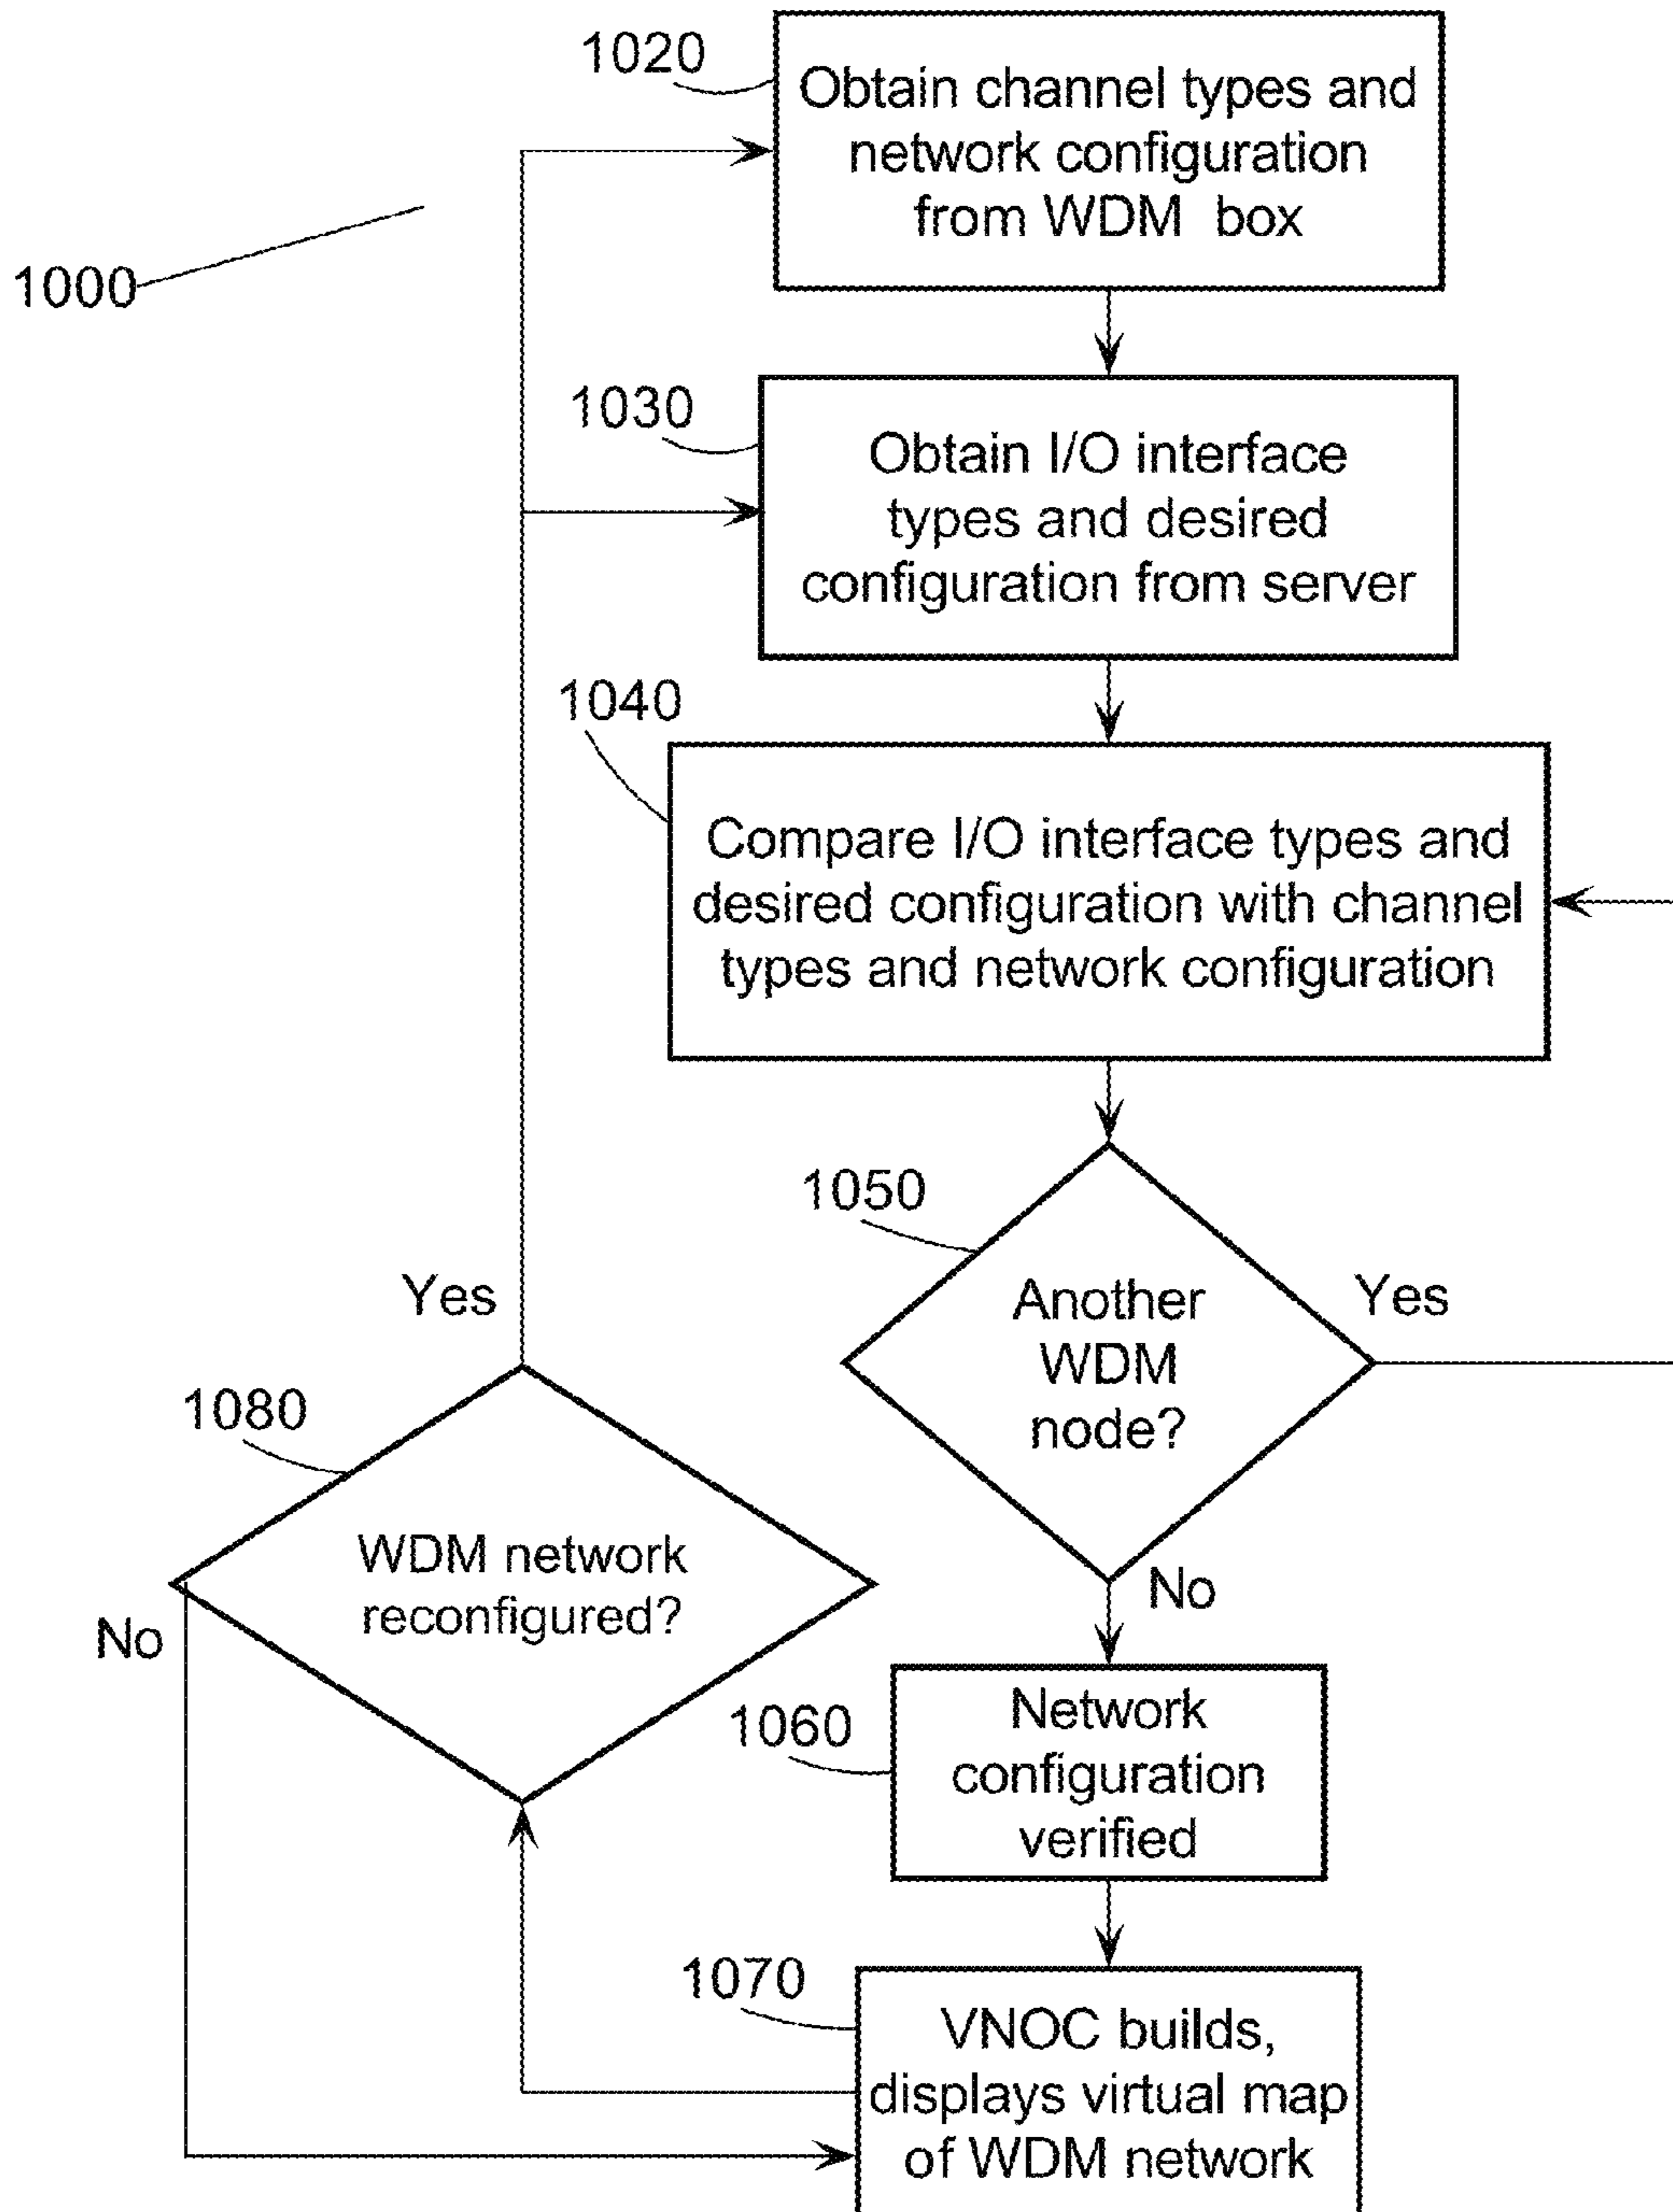 1020
Obtain channel types and
network configuration
from WDM box
1000
1030
Obtain I/O interface
types and desired
configuration from server
1040
Compare I/O interface types and
desired configuration with channel
types and network configuration
1050
Another
WDM
node?
Yes
Yes
1080
WDM network
reconfigured?
No
No
1060
Network
configuration
verified
1070
VNOC builds,
displays virtual map
of WDM network